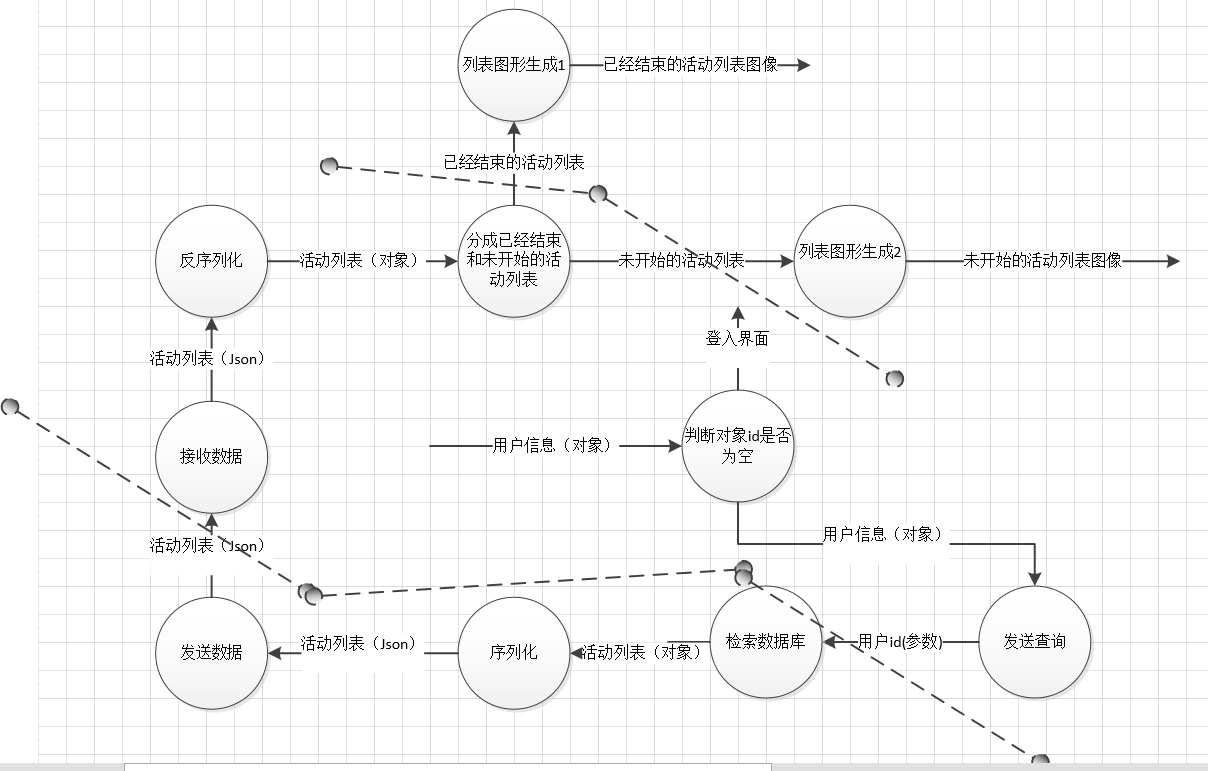 列表图形生成1
已经结束的活动列表图像
已经结束的活动列表
反序列化
活动列表（对象）
分成已经结束
和未开始的活
动列表
未开始的活动列表
列表图形生成2
未开始的活动列表图像
登入界面
活动列表（Json）
用户信息（对象）
判断对象id是否
为空
接收数据
用户信息（对象）
活动列表（Json）
发送数据
活动列表（Json）
序列化
活动列表（对象）
检索数据库
用户id(参数)
发送查询